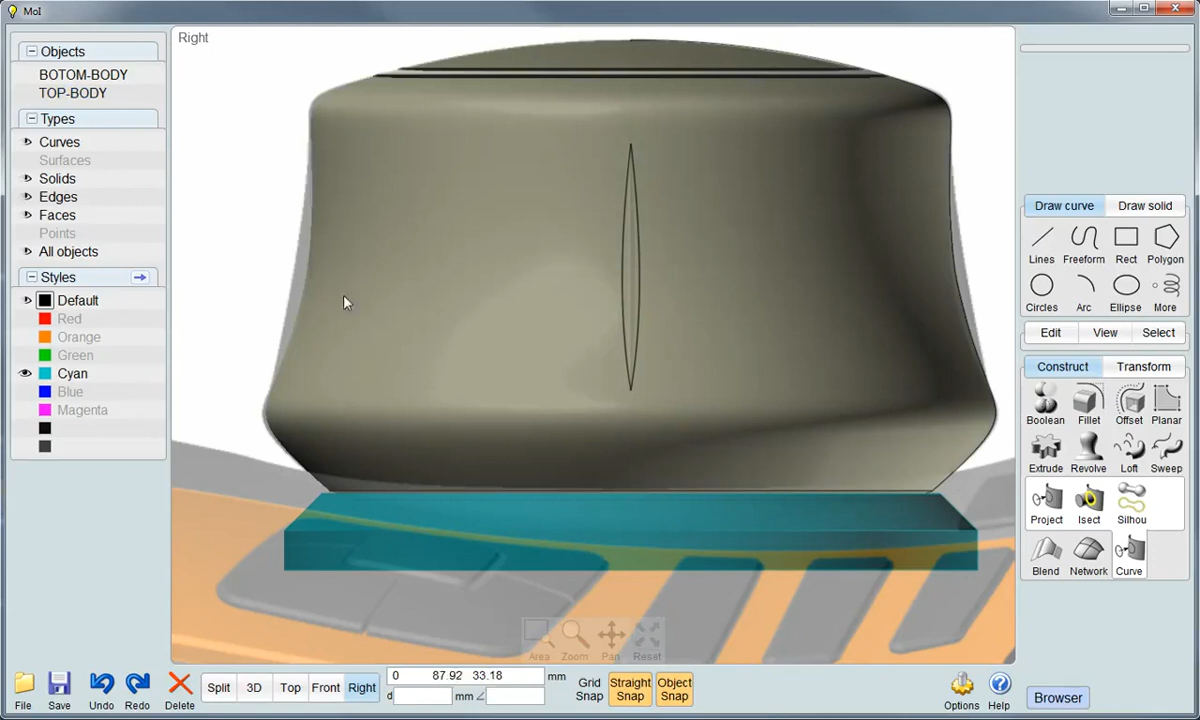 MoI
Objects
BOTOM-BODY
TOP-BODY
Types
Curves
Surfaces
Solids
Edges
Faces
Points
All objects
Styles
Default
Red
Orange
Green
Cyan
Blue
Magenta
Right
Area
Zoom
Pan
Reset
Draw curve
Draw solid
Lines
Freeform
Rect
Polygon
Circles
Arc
Ellipse
More
Edit
View
Select
Construct
Transform
Boolean
Fillet
Offset
Planar
Extrude
Revolve
Loft
Sweep
Project
Isect
Silhou
Blend
Network
Curve
File
Save
Undo
Redo
Delete
Split
3D
Top
Front
Right
0 87.92 33.18 mm
d mm
Grid Snap
Straight Snap
Object Snap
Options
Help
Browser